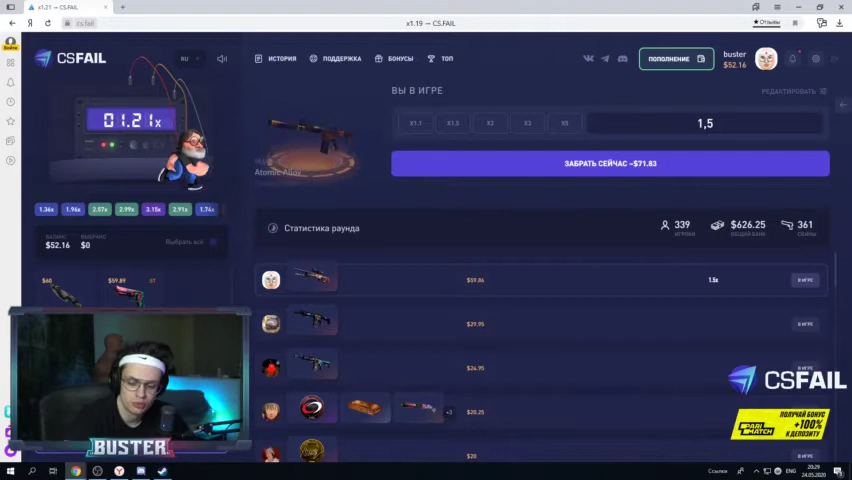 x1.21 → CS.FAIL
Войти
cs.fail
x1.19 → CS.FAIL
Отзывы
CSFAIL
RU
ИСТОРИЯ
ПОДДЕРЖКА
БОНУСЫ
ТОП
ПОПОЛНЕНИЕ
buster
$52.16
01.21x
ВЫ В ИГРЕ
РЕДАКТИРОВАТЬ
X1.1
X1.5
X2
X3
X5
1,5
Atomic Alloy
ЗАБРАТЬ СЕЙЧАС ~$71.83
1.36x
1.96x
2.57x
2.99x
3.15x
2.91x
1.74x
БАЛАНС
$52.16
ВЫБРАНО
$0
Выбрать всё
Статистика раунда
339
ИГРОКИ
$626.25
ОБЩИЙ БАНК
361
СКИНЫ
$60
$59.89
ST
$59.86
1.5x
В ИГРЕ
$29.95
В ИГРЕ
$24.95
В ИГРЕ
+3
$20.25
В ИГРЕ
$20
BUSTER
CSFAIL
PARI MATCH
ПОЛУЧАЙ БОНУС
+100%
К ДЕПОЗИТУ
Ссылки
ENG
20:29
24.05.2020